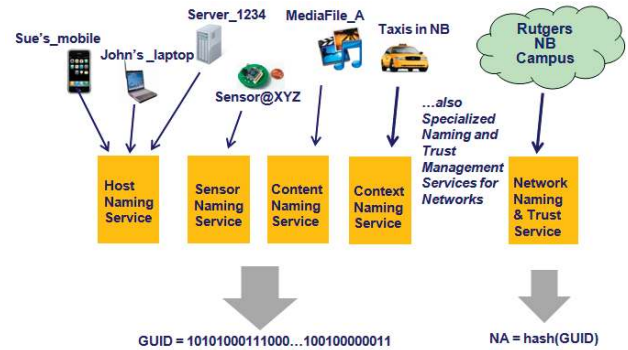 Sue's_mobile
John's _laptop
Server_1234
Sensor@XYZ
MediaFile_A
Taxis in NB
Rutgers
NB
Campus
...also
Specialized
Naming and
Trust
Management
Services for
Networks
Host
Naming
Service
Sensor
Naming
Service
Content
Naming
Service
Context
Naming
Service
Network
Naming
& Trust
Service
GUID = 10101000111000...100100000011
NA = hash(GUID)